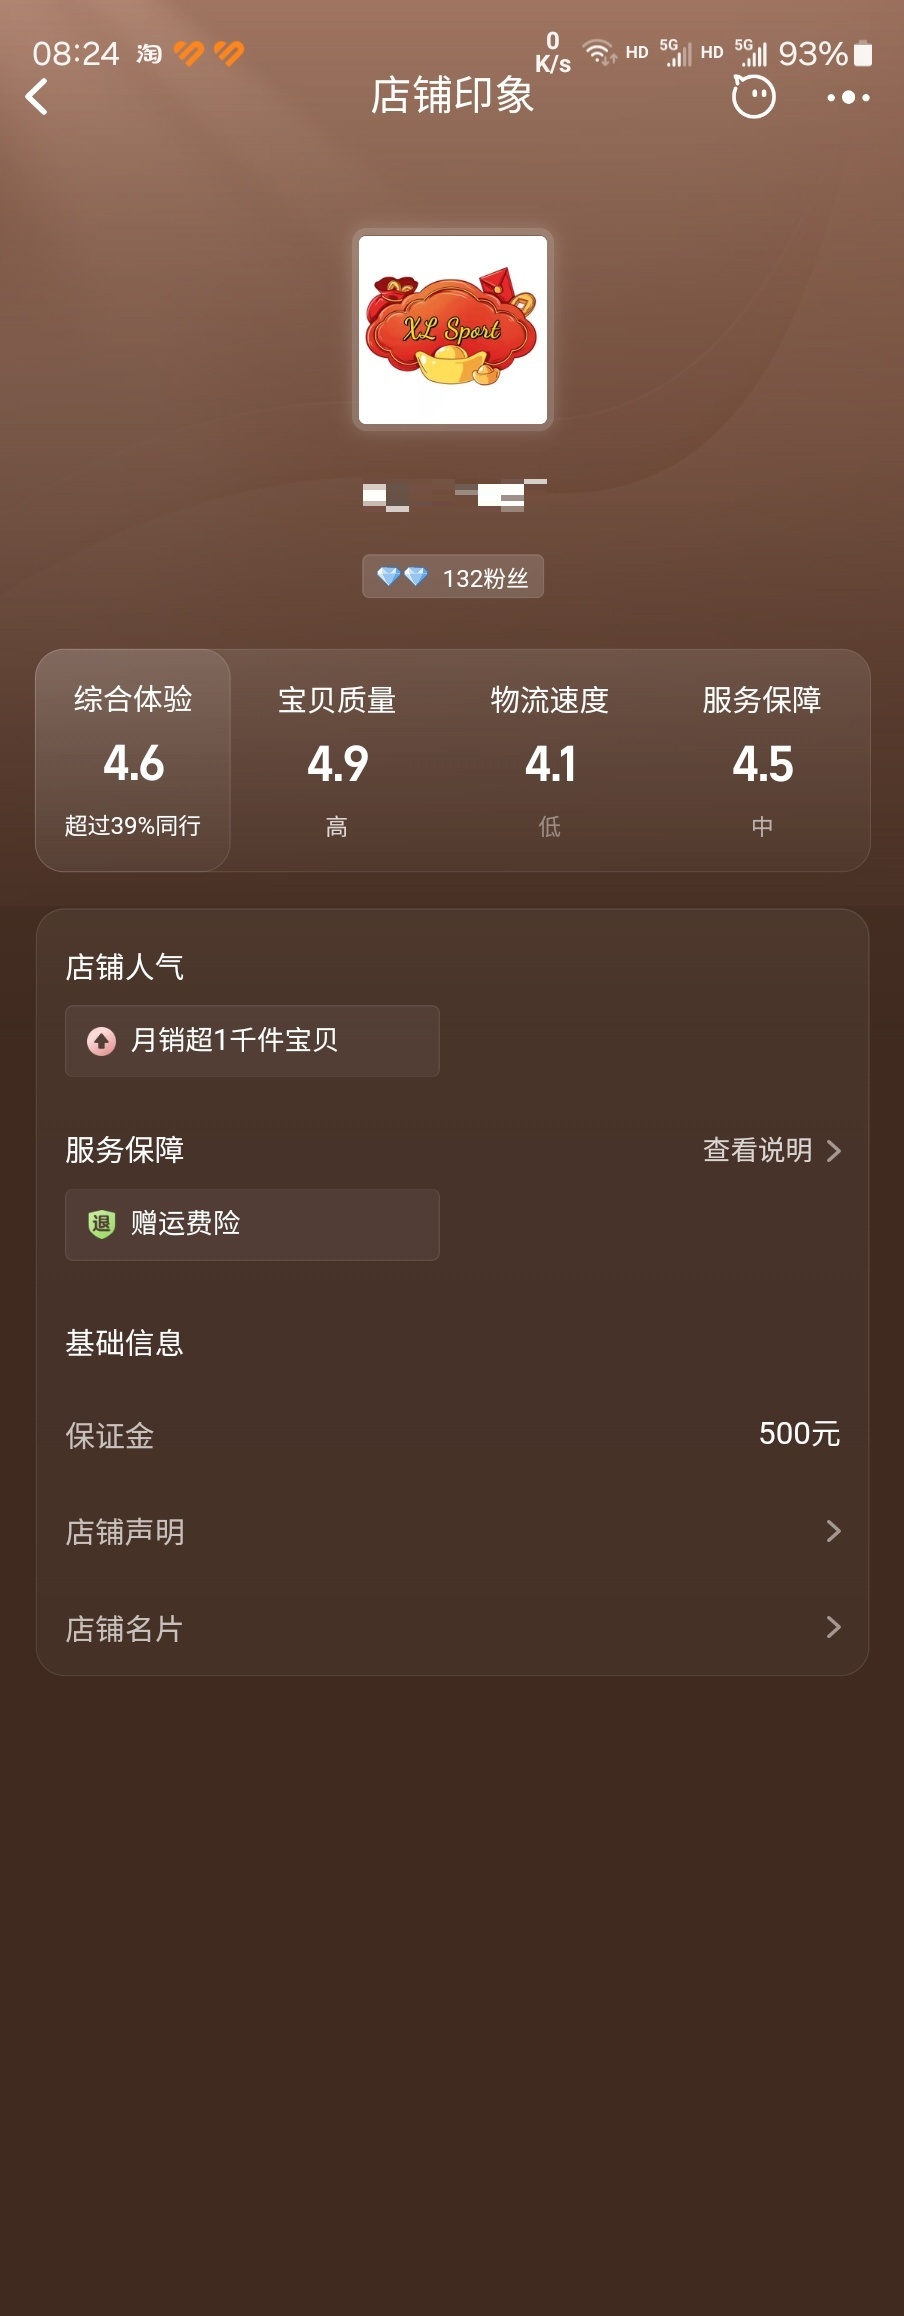 08:24 淘 0 K/s HD 5G HD 5G 93%
店铺印象
XL Sport
132粉丝
综合体验 宝贝质量 物流速度 服务保障
4.6 4.9 4.1 4.5
超过39%同行 高 低 中
店铺人气
月销超1千件宝贝
服务保障 查看说明
退 赠运费险
基础信息
保证金 500元
店铺声明
店铺名片